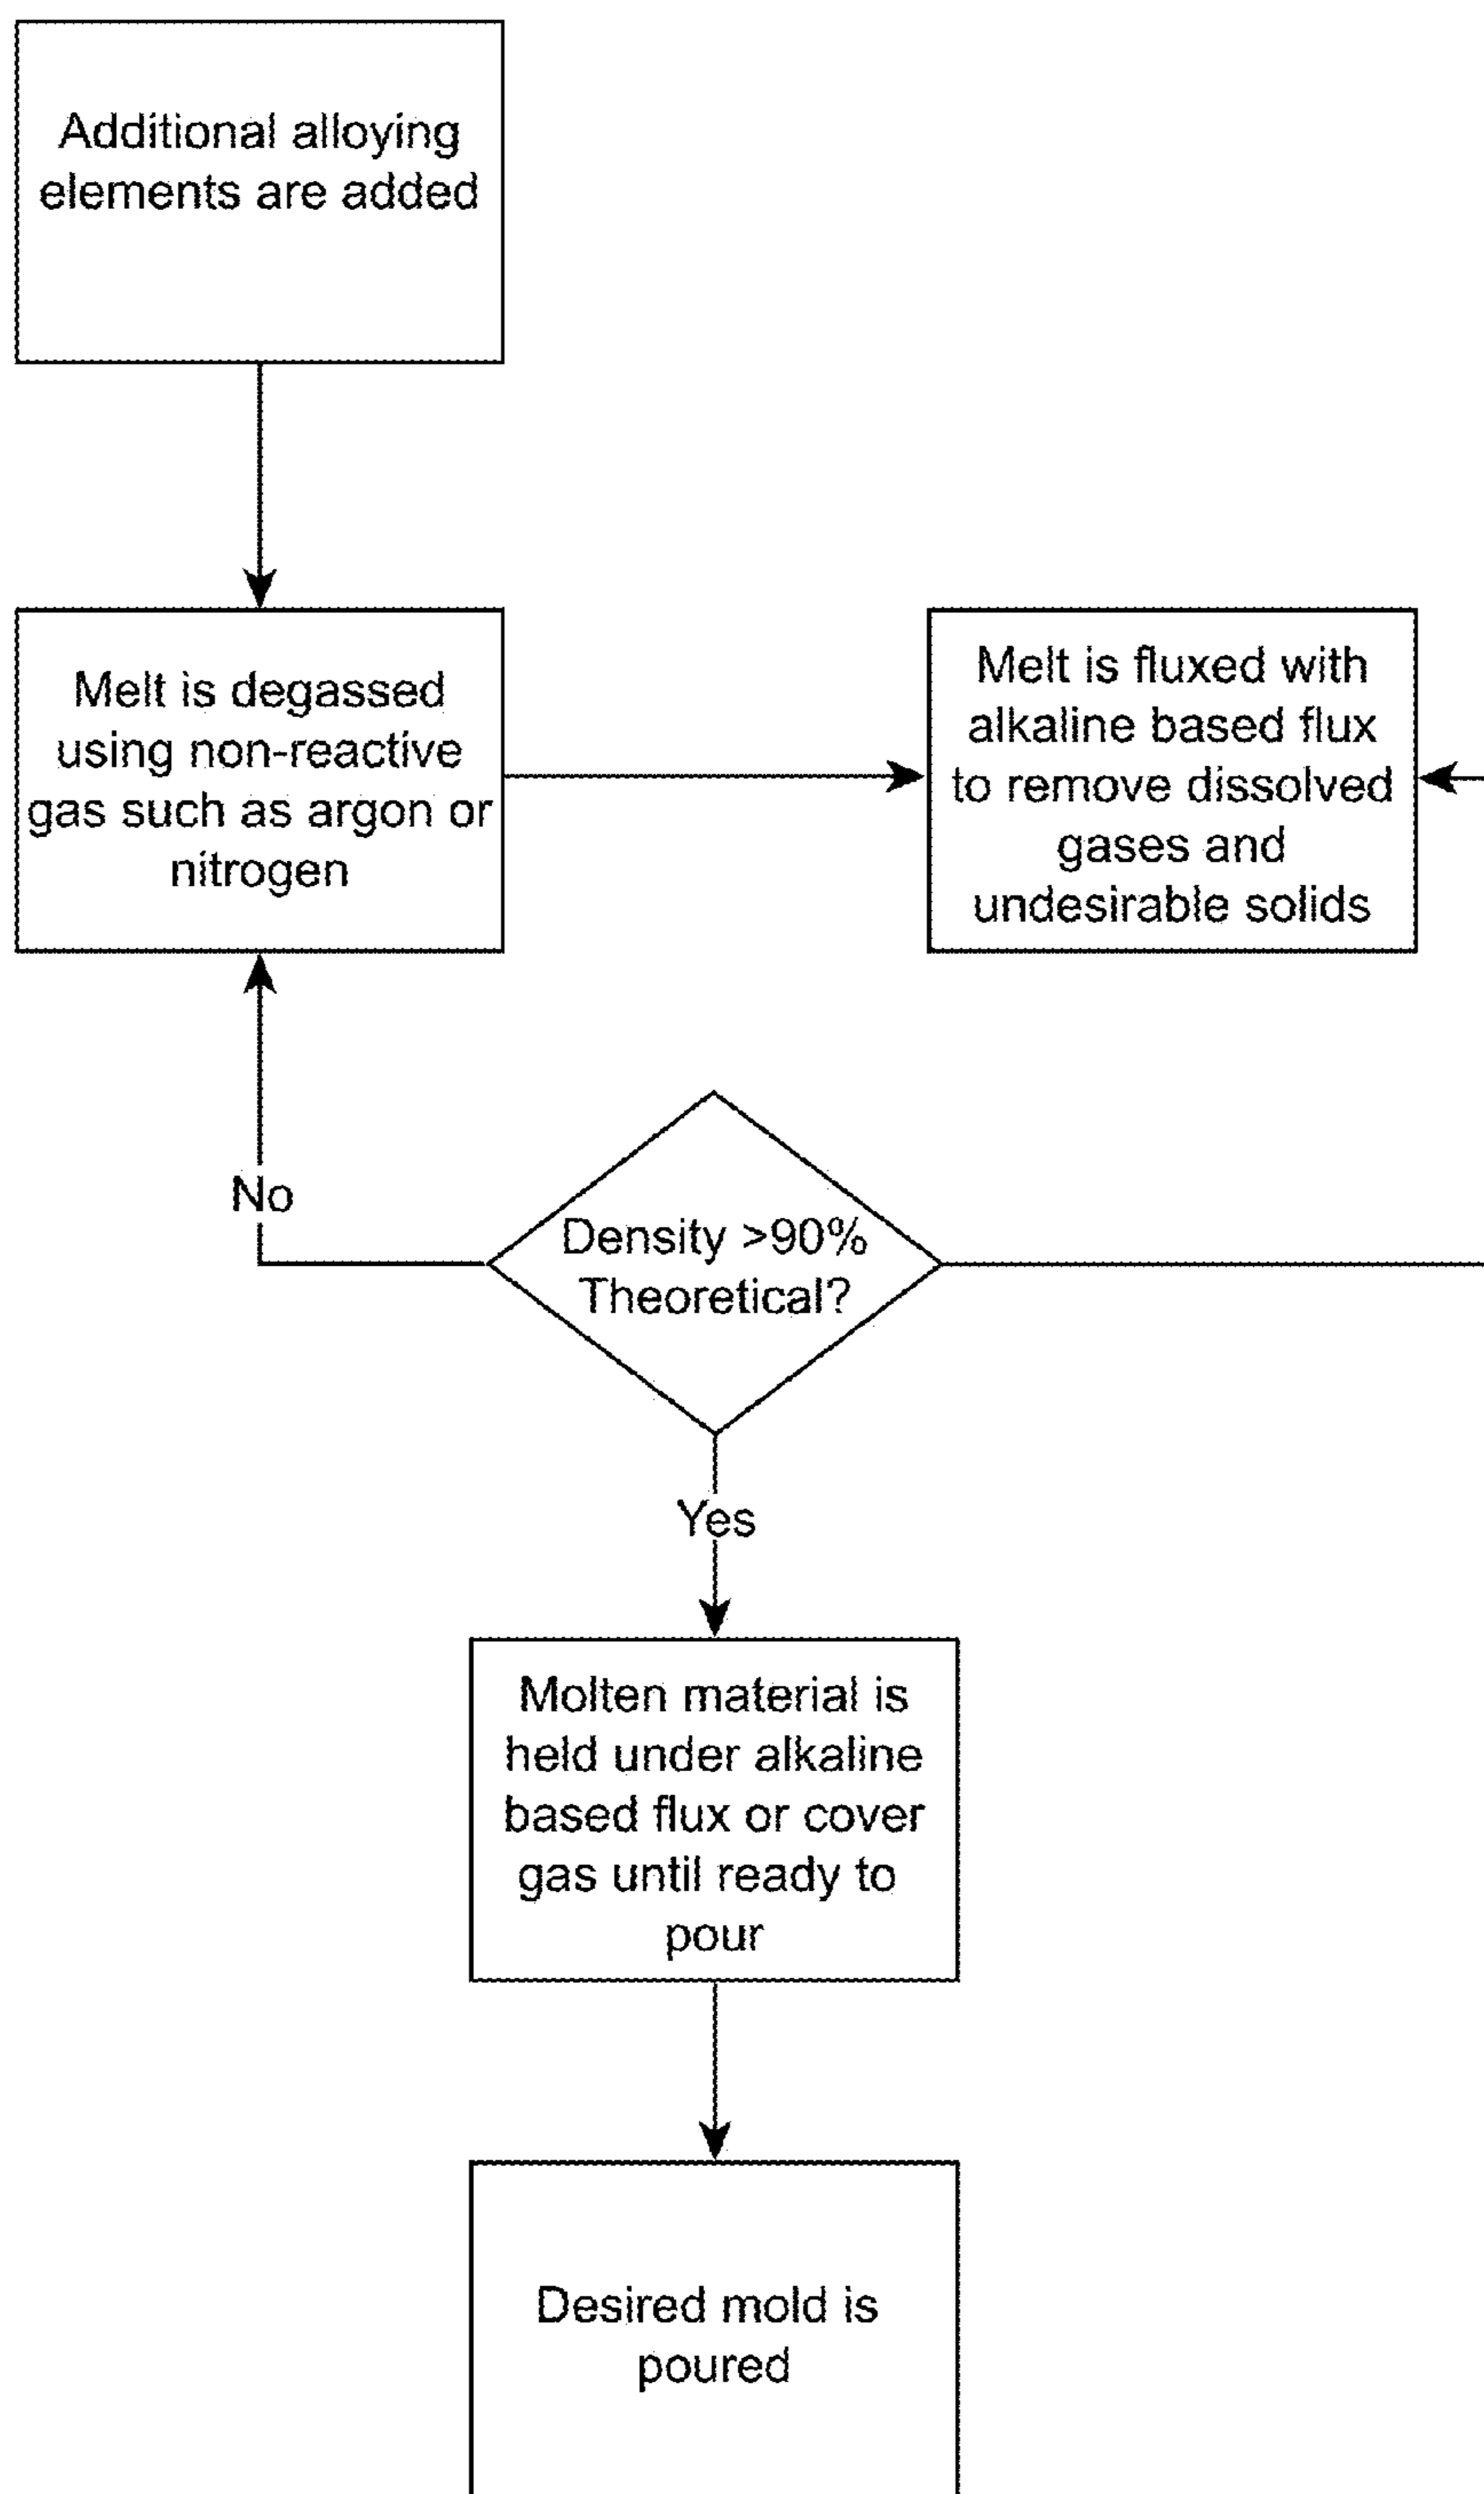 Additional alloying
elements are added
Melt is degassed
using non-reactive
gas such as argon or
nitrogen
Melt is fluxed with
alkaline based flux
to remove dissolved
gases and
undesirable solids
No
Density >90%
Theoretical?
Yes
Molten material is
held under alkaline
based flux or cover
gas until ready to
pour
Desired mold is
poured